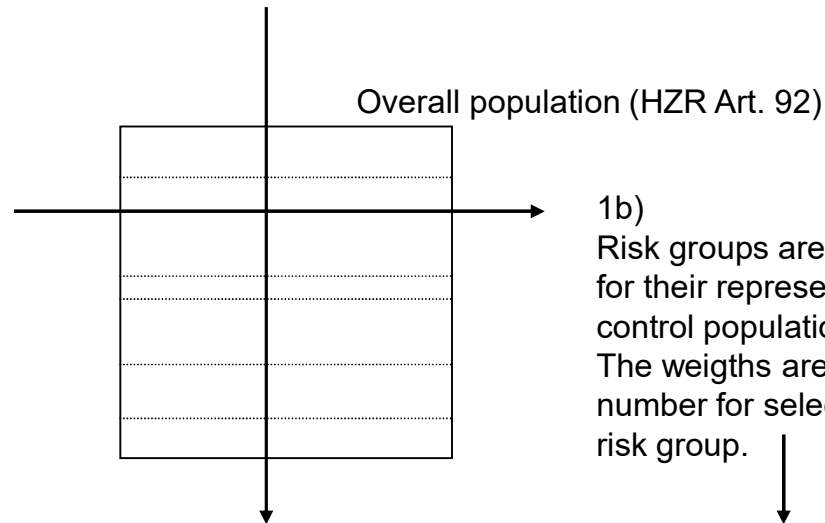 Overall population (HZR Art. 92)
1b)
Risk groups are
for their represe
control populatio
The weigths are
number for selec
risk group.